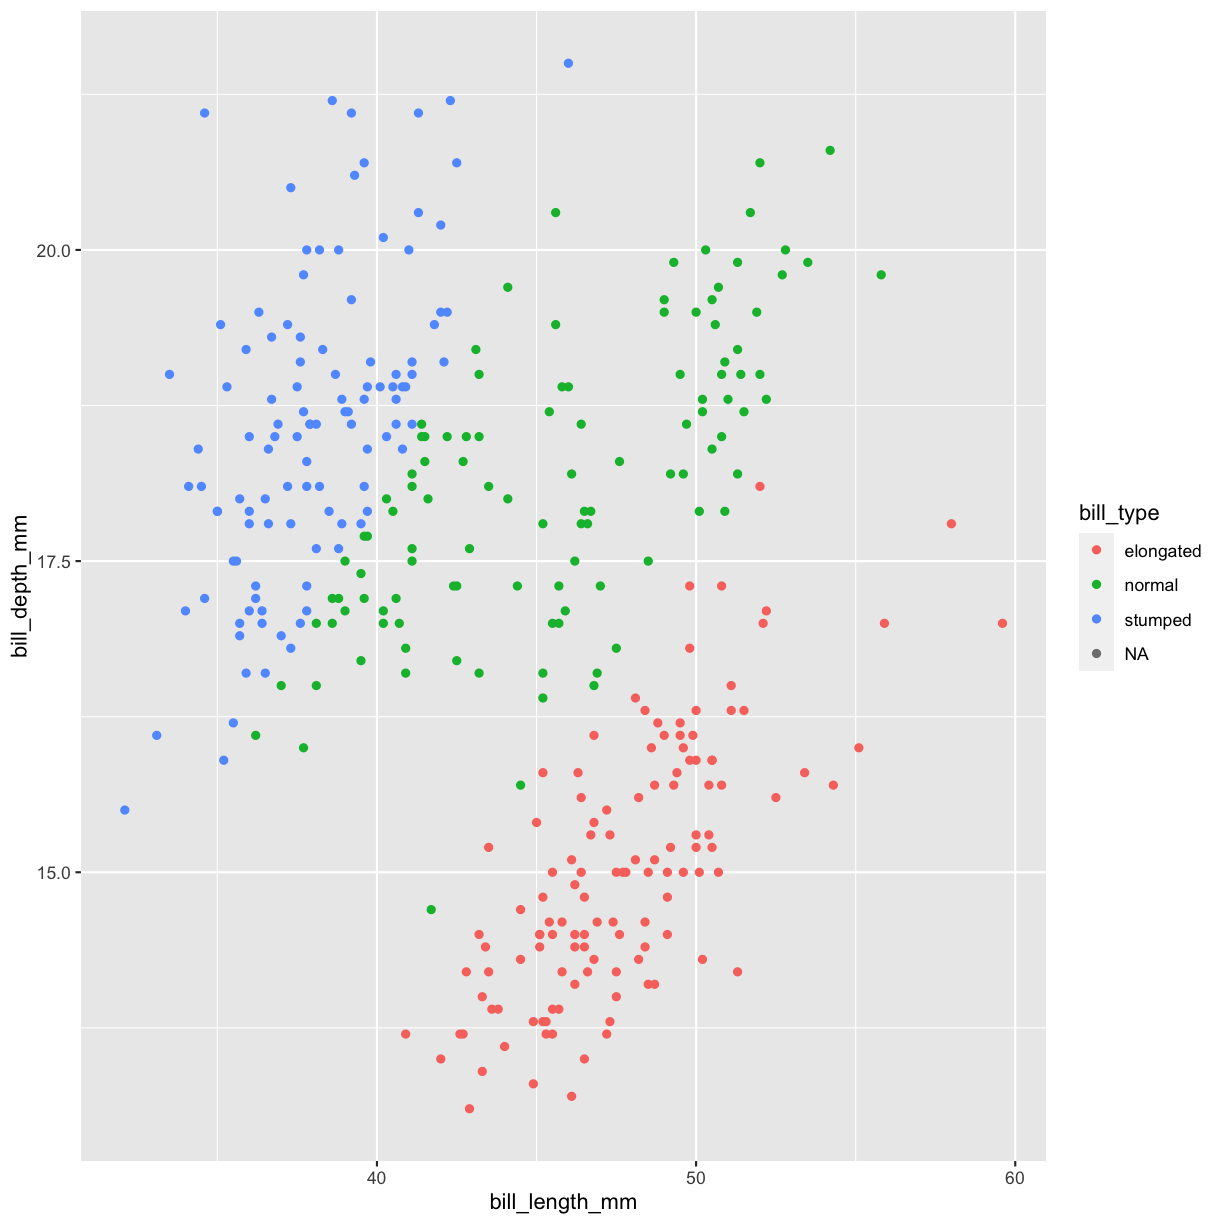 20.0
17.5
15.0
bill_depth_mm
40 50 60
bill_length_mm
bill_type
elongated
normal
stumped
NA